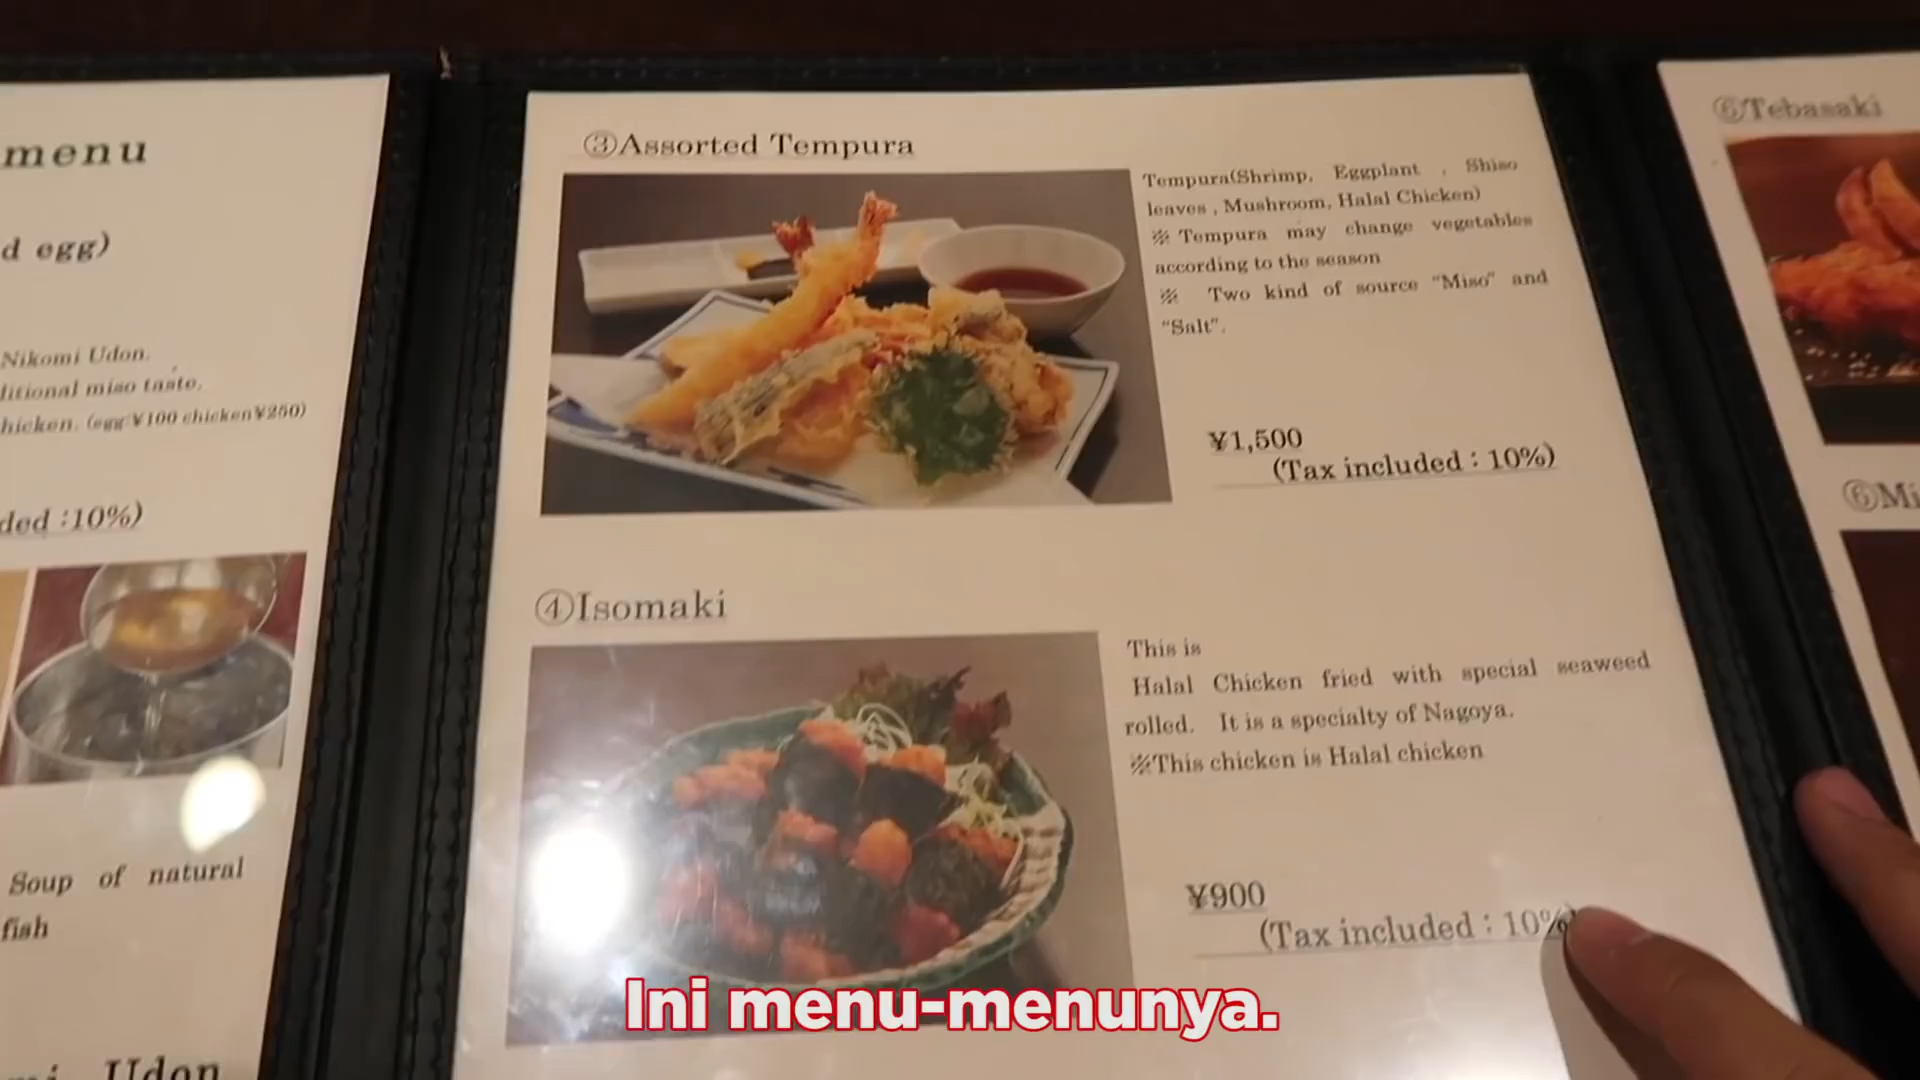 menu
d egg)
Nikomi Udon.
ditional miso taste.
hicken. (egg:¥100 chicken¥250)
ded :10%)
Soup of natural
fish
Udon
③Assorted Tempura
Tempura(Shrimp, Eggplant , Shiso
leaves , Mushroom, Halal Chicken)
※ Tempura may change vegetables
according to the season
※ Two kind of source “Miso” and
“Salt”.
¥1,500
(Tax included : 10%)
④Isomaki
This is
Halal Chicken fried with special seaweed
rolled. It is a specialty of Nagoya.
※This chicken is Halal chicken
¥900
(Tax included : 10%)
⑥Tebasaki
⑥Mi
Ini menu-menunya.